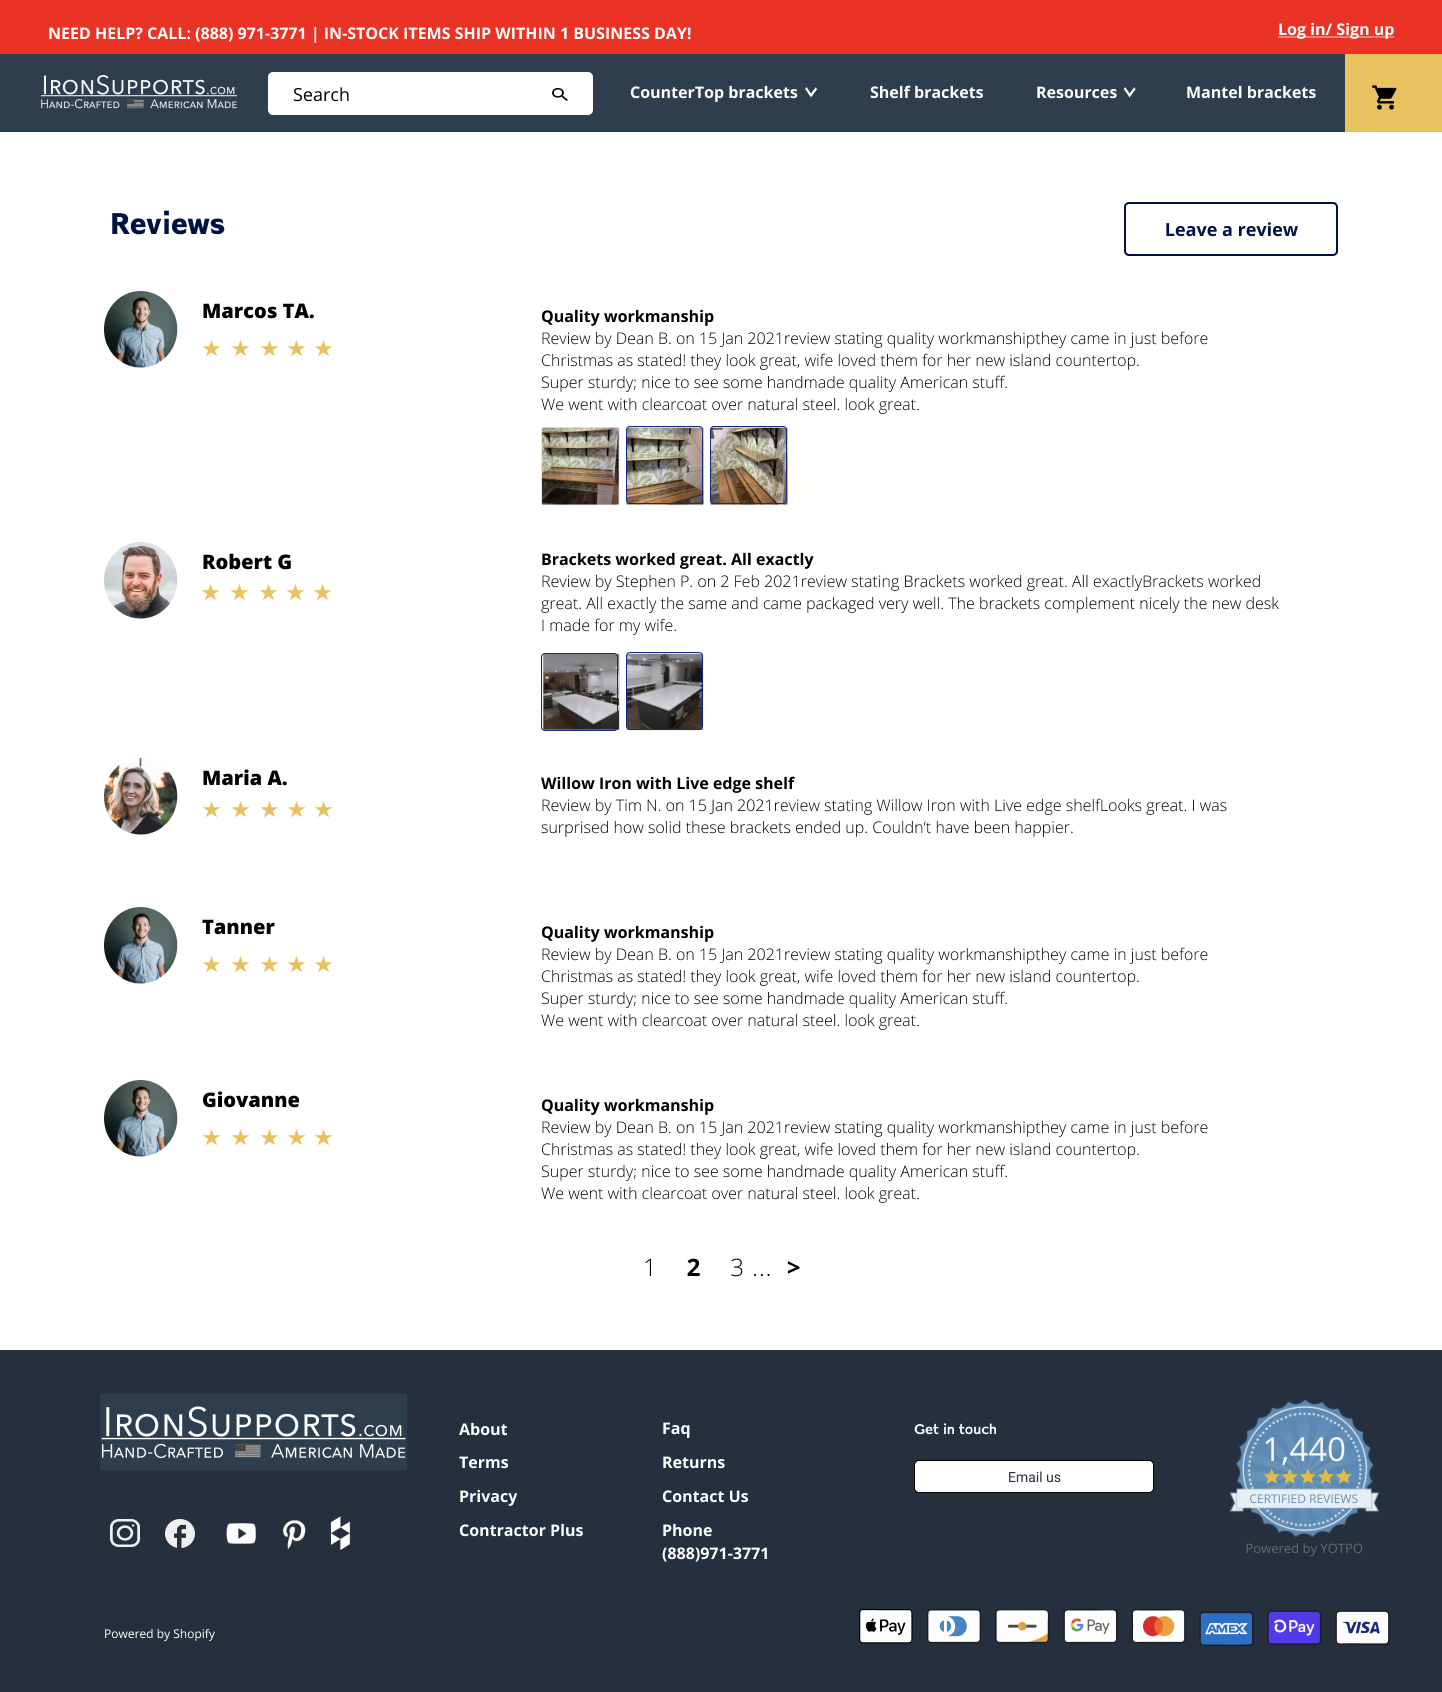 NEED HELP? CALL: (888) 971-3771 | IN-STOCK ITEMS SHIP WITHIN 1 BUSINESS DAY!
Log in/ Sign up
IRONSUPPORTS.COM
HAND-CRAFTED AMERICAN MADE
Search
CounterTop brackets
Shelf brackets
Resources
Mantel brackets
Reviews
Leave a review
Marcos TA.
Quality workmanship
Review by Dean B. on 15 Jan 2021review stating quality workmanshipthey came in just before
Christmas as stated! they look great, wife loved them for her new island countertop.
Super sturdy; nice to see some handmade quality American stuff.
We went with clearcoat over natural steel. look great.
Robert G
Brackets worked great. All exactly
Review by Stephen P. on 2 Feb 2021review stating Brackets worked great. All exactlyBrackets worked
great. All exactly the same and came packaged very well. The brackets complement nicely the new desk
I made for my wife.
Maria A.
Willow Iron with Live edge shelf
Review by Tim N. on 15 Jan 2021review stating Willow Iron with Live edge shelfLooks great. I was
surprised how solid these brackets ended up. Couldn't have been happier.
Tanner
Quality workmanship
Review by Dean B. on 15 Jan 2021review stating quality workmanshipthey came in just before
Christmas as stated! they look great, wife loved them for her new island countertop.
Super sturdy; nice to see some handmade quality American stuff.
We went with clearcoat over natural steel. look great.
Giovanne
Quality workmanship
Review by Dean B. on 15 Jan 2021review stating quality workmanshipthey came in just before
Christmas as stated! they look great, wife loved them for her new island countertop.
Super sturdy; nice to see some handmade quality American stuff.
We went with clearcoat over natural steel. look great.
1 2 3 ... >
IRONSUPPORTS.COM
HAND-CRAFTED AMERICAN MADE
About
Terms
Privacy
Contractor Plus
Faq
Returns
Contact Us
Phone
(888)971-3771
Get in touch
Email us
1,440
CERTIFIED REVIEWS
Powered by YOTPO
Powered by Shopify
Pay
G Pay
AMEX
Pay
VISA